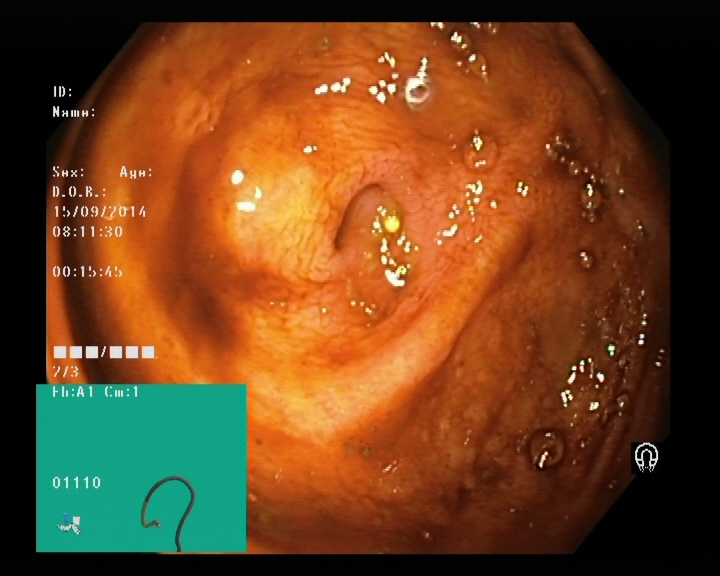 ID:
Name:
Sex: Age:
D.O.B.:
15/09/2014
08:11:30
00:15:45
■■■/■■■
2/3
Eh:A1 Cm:1
01110